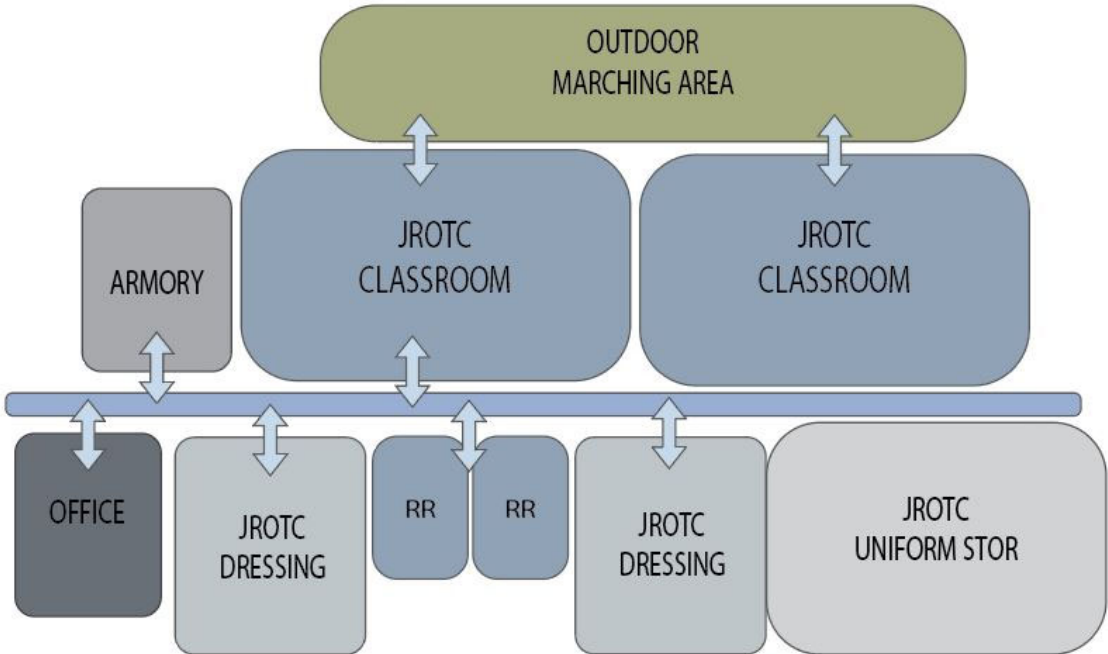 OUTDOOR
MARCHING AREA
JROTC
CLASSROOM
JROTC
CLASSROOM
ARMORY
OFFICE
JROTC
DRESSING
RR
RR
JROTC
DRESSING
JROTC
UNIFORM STOR